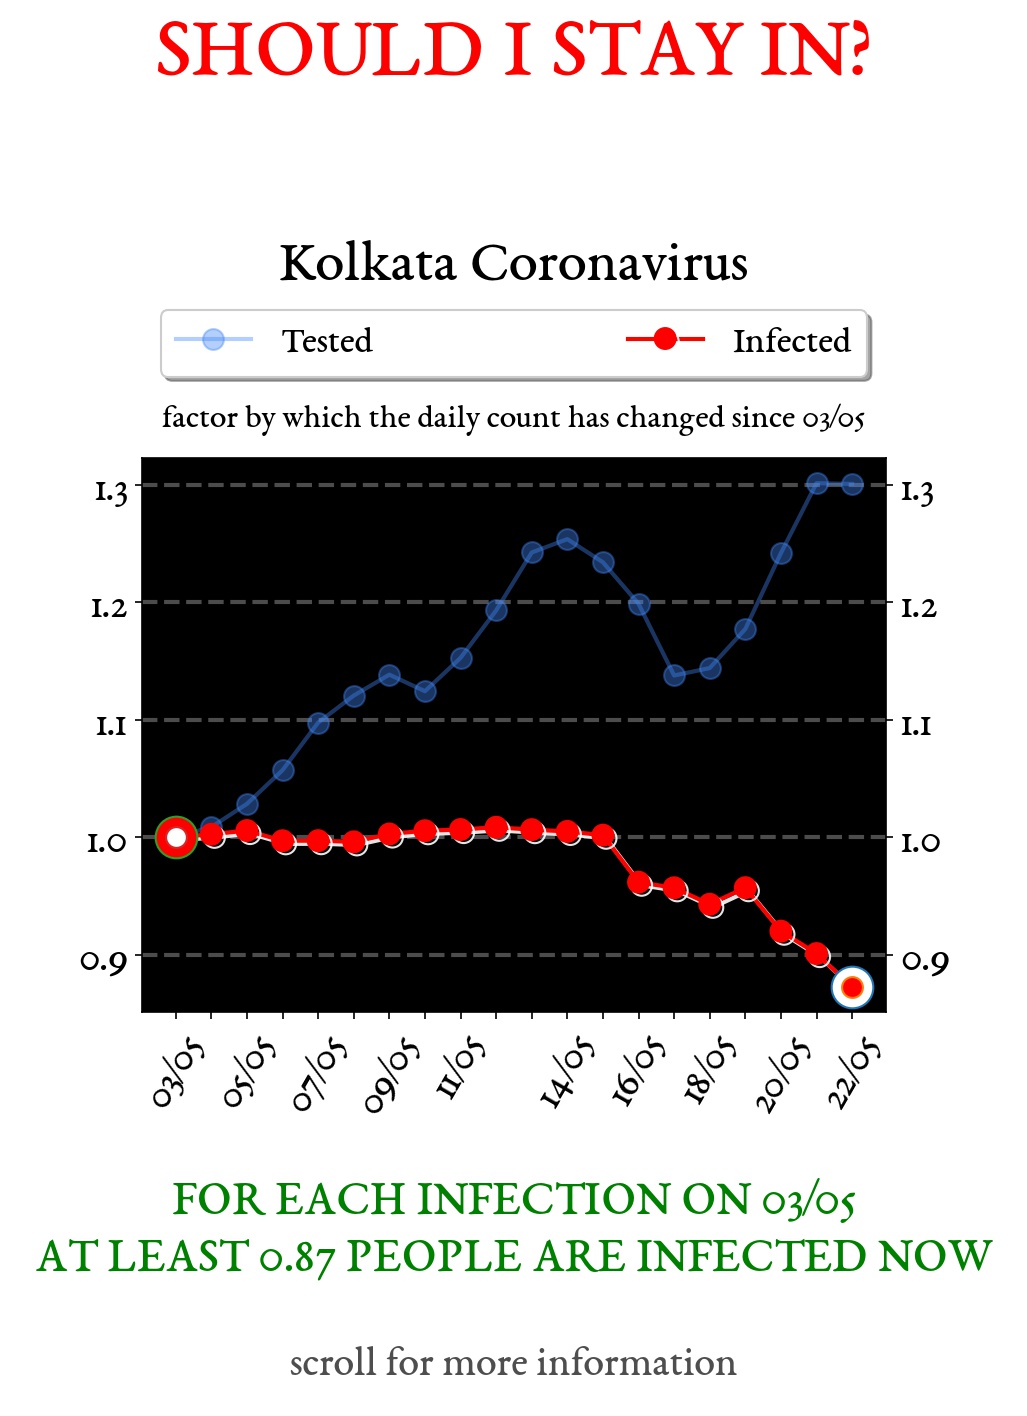 SHOULD I STAY IN?
Kolkata Coronavirus
Tested Infected
factor by which the daily count has changed since 03/05
1.3 1.3
1.2 1.2
1.1 1.1
1.0 1.0
0.9 0.9
03/05 05/05 07/05 09/05 11/05 14/05 16/05 18/05 20/05 22/05
FOR EACH INFECTION ON 03/05
AT LEAST 0.87 PEOPLE ARE INFECTED NOW
scroll for more information